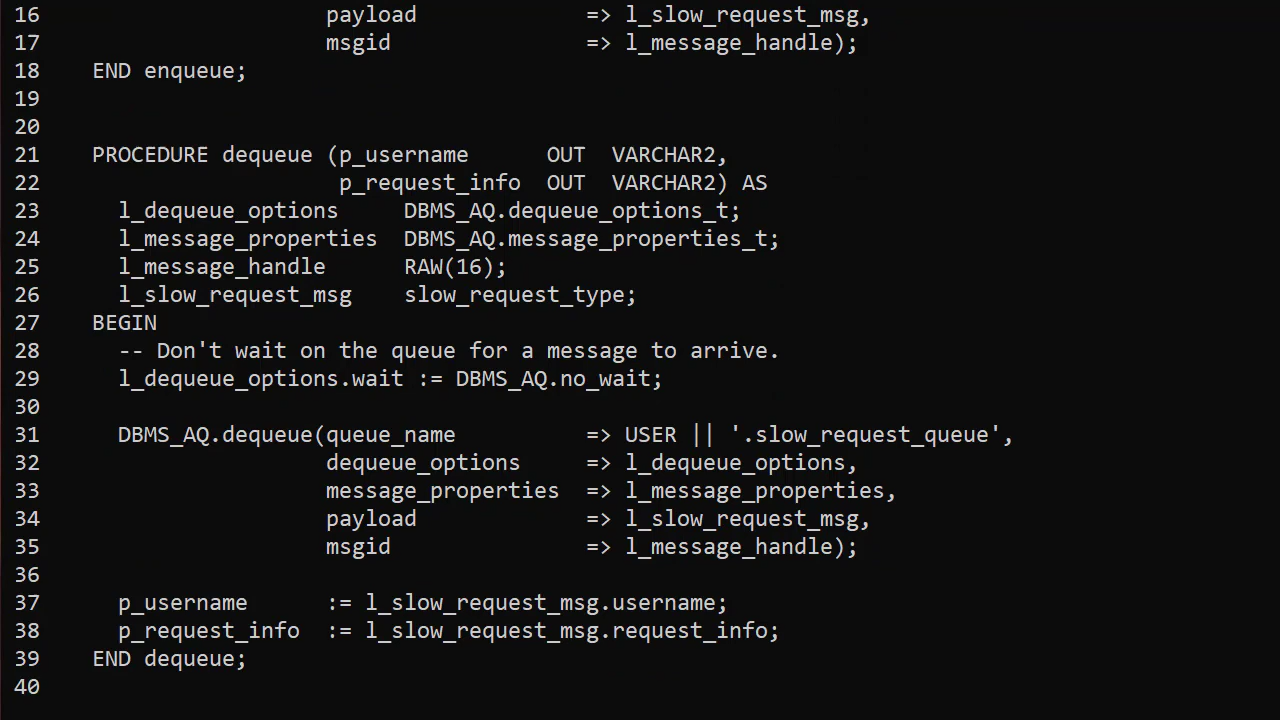 16                      payload             => l_slow_request_msg,
17                      msgid               => l_message_handle);
18    END enqueue;
19
20
21    PROCEDURE dequeue (p_username      OUT  VARCHAR2,
22                       p_request_info  OUT  VARCHAR2) AS
23      l_dequeue_options     DBMS_AQ.dequeue_options_t;
24      l_message_properties  DBMS_AQ.message_properties_t;
25      l_message_handle      RAW(16);
26      l_slow_request_msg    slow_request_type;
27    BEGIN
28      -- Don't wait on the queue for a message to arrive.
29      l_dequeue_options.wait := DBMS_AQ.no_wait;
30
31      DBMS_AQ.dequeue(queue_name          => USER || '.slow_request_queue',
32                      dequeue_options     => l_dequeue_options,
33                      message_properties  => l_message_properties,
34                      payload             => l_slow_request_msg,
35                      msgid               => l_message_handle);
36
37      p_username      := l_slow_request_msg.username;
38      p_request_info  := l_slow_request_msg.request_info;
39    END dequeue;
40